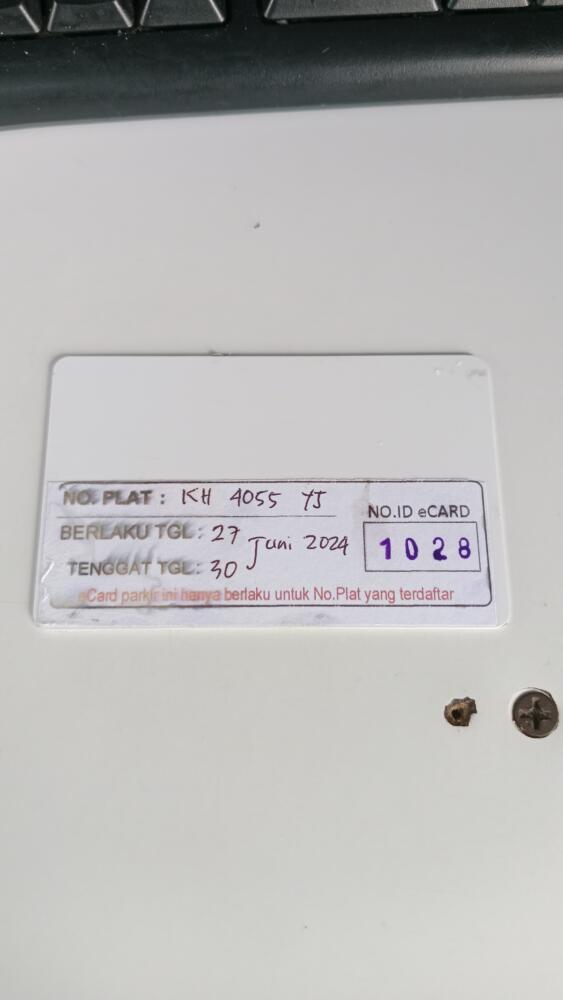 NO. PLAT : KH 4055 YJ
NO.ID eCARD
BERLAKU TGL : 27 Juni 2024
1028
TENGGAT TGL : 30
eCard parkir ini hanya berlaku untuk No.Plat yang terdaftar